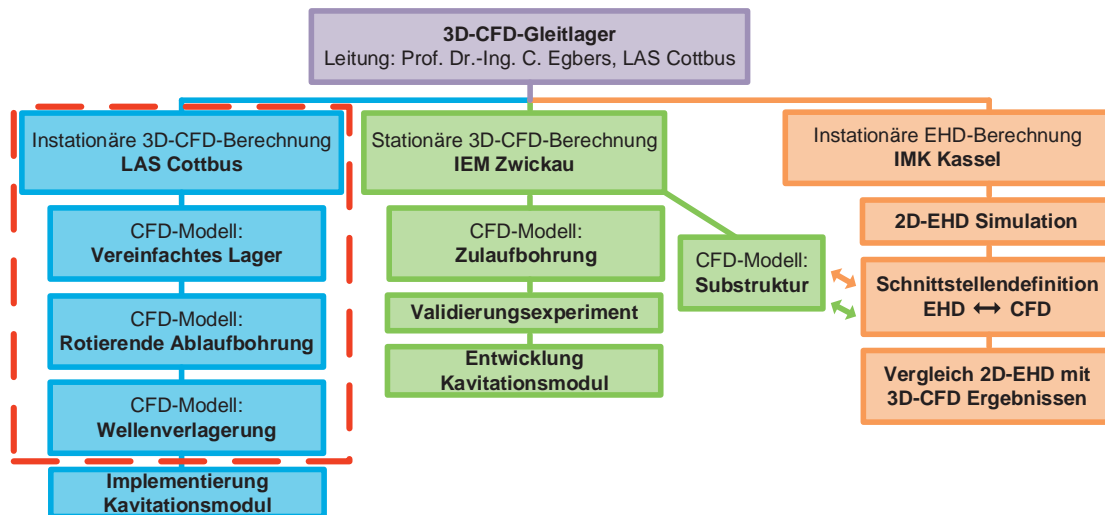 3D-CFD-Gleitlager
Leitung: Prof. Dr.-Ing. C. Egbers, LAS Cottbus
Instationäre 3D-CFD-Berechnung
LAS Cottbus
CFD-Modell:
Vereinfachtes Lager
CFD-Modell:
Rotierende Ablaufbohrung
CFD-Modell:
Wellenverlagerung
Implementierung
Kavitationsmodul
Stationäre 3D-CFD-Berechnung
IEM Zwickau
CFD-Modell:
Zulaufbohrung
Validierungsexperiment
Entwicklung
Kavitationsmodul
CFD-Modell:
Substruktur
Instationäre EHD-Berechnung
IMK Kassel
2D-EHD Simulation
Schnittstellendefinition
EHD ↔ CFD
Vergleich 2D-EHD mit
3D-CFD Ergebnissen